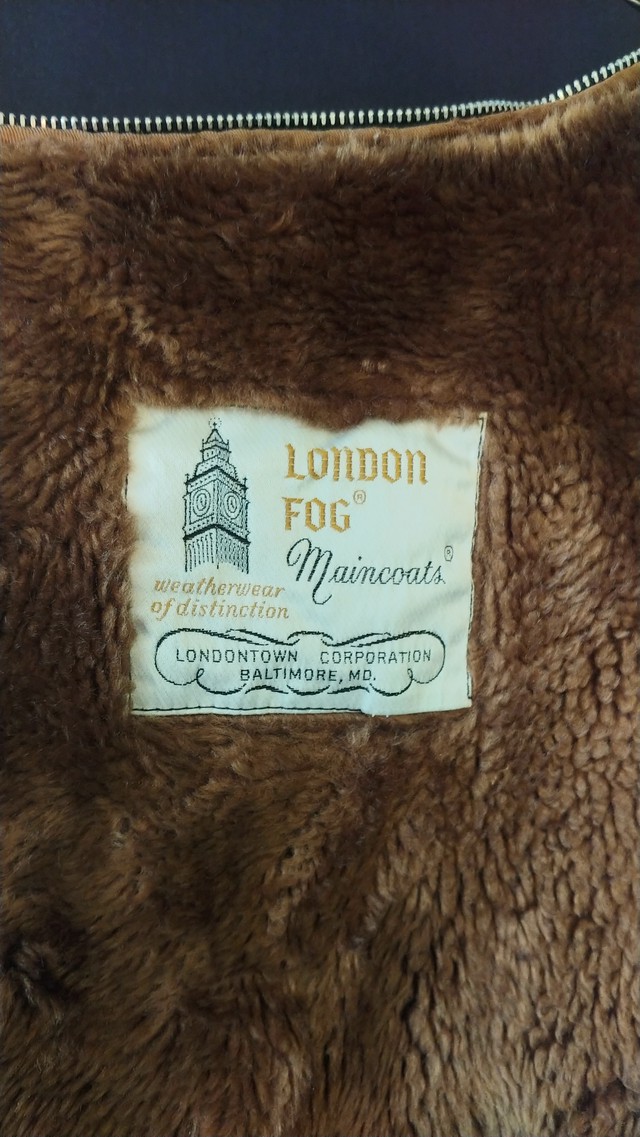 LONDON
FOG®
Maincoats®
weatherwear
of distinction
LONDONTOWN CORPORATION
BALTIMORE, MD.